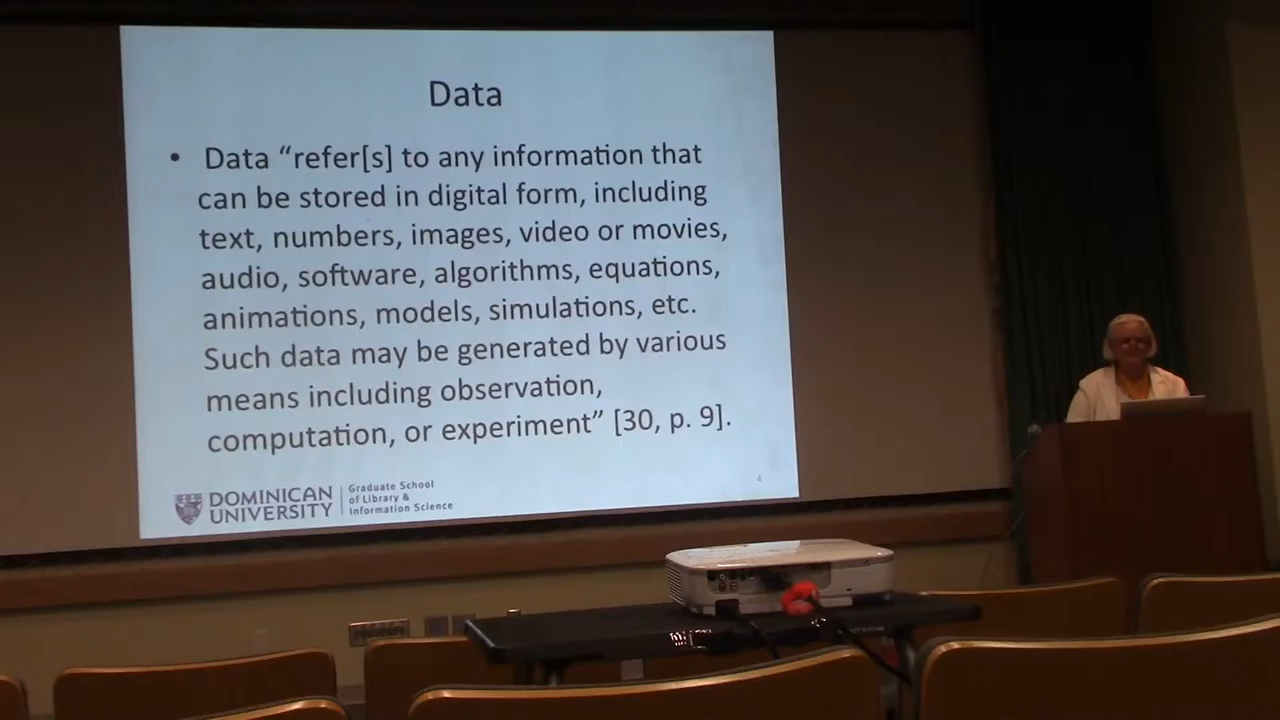 Data
• Data “refer[s] to any information that
can be stored in digital form, including
text, numbers, images, video or movies,
audio, software, algorithms, equations,
animations, models, simulations, etc.
Such data may be generated by various
means including observation,
computation, or experiment” [30, p. 9].
4
DOMINICAN
UNIVERSITY
Graduate School
of Library &
Information Science